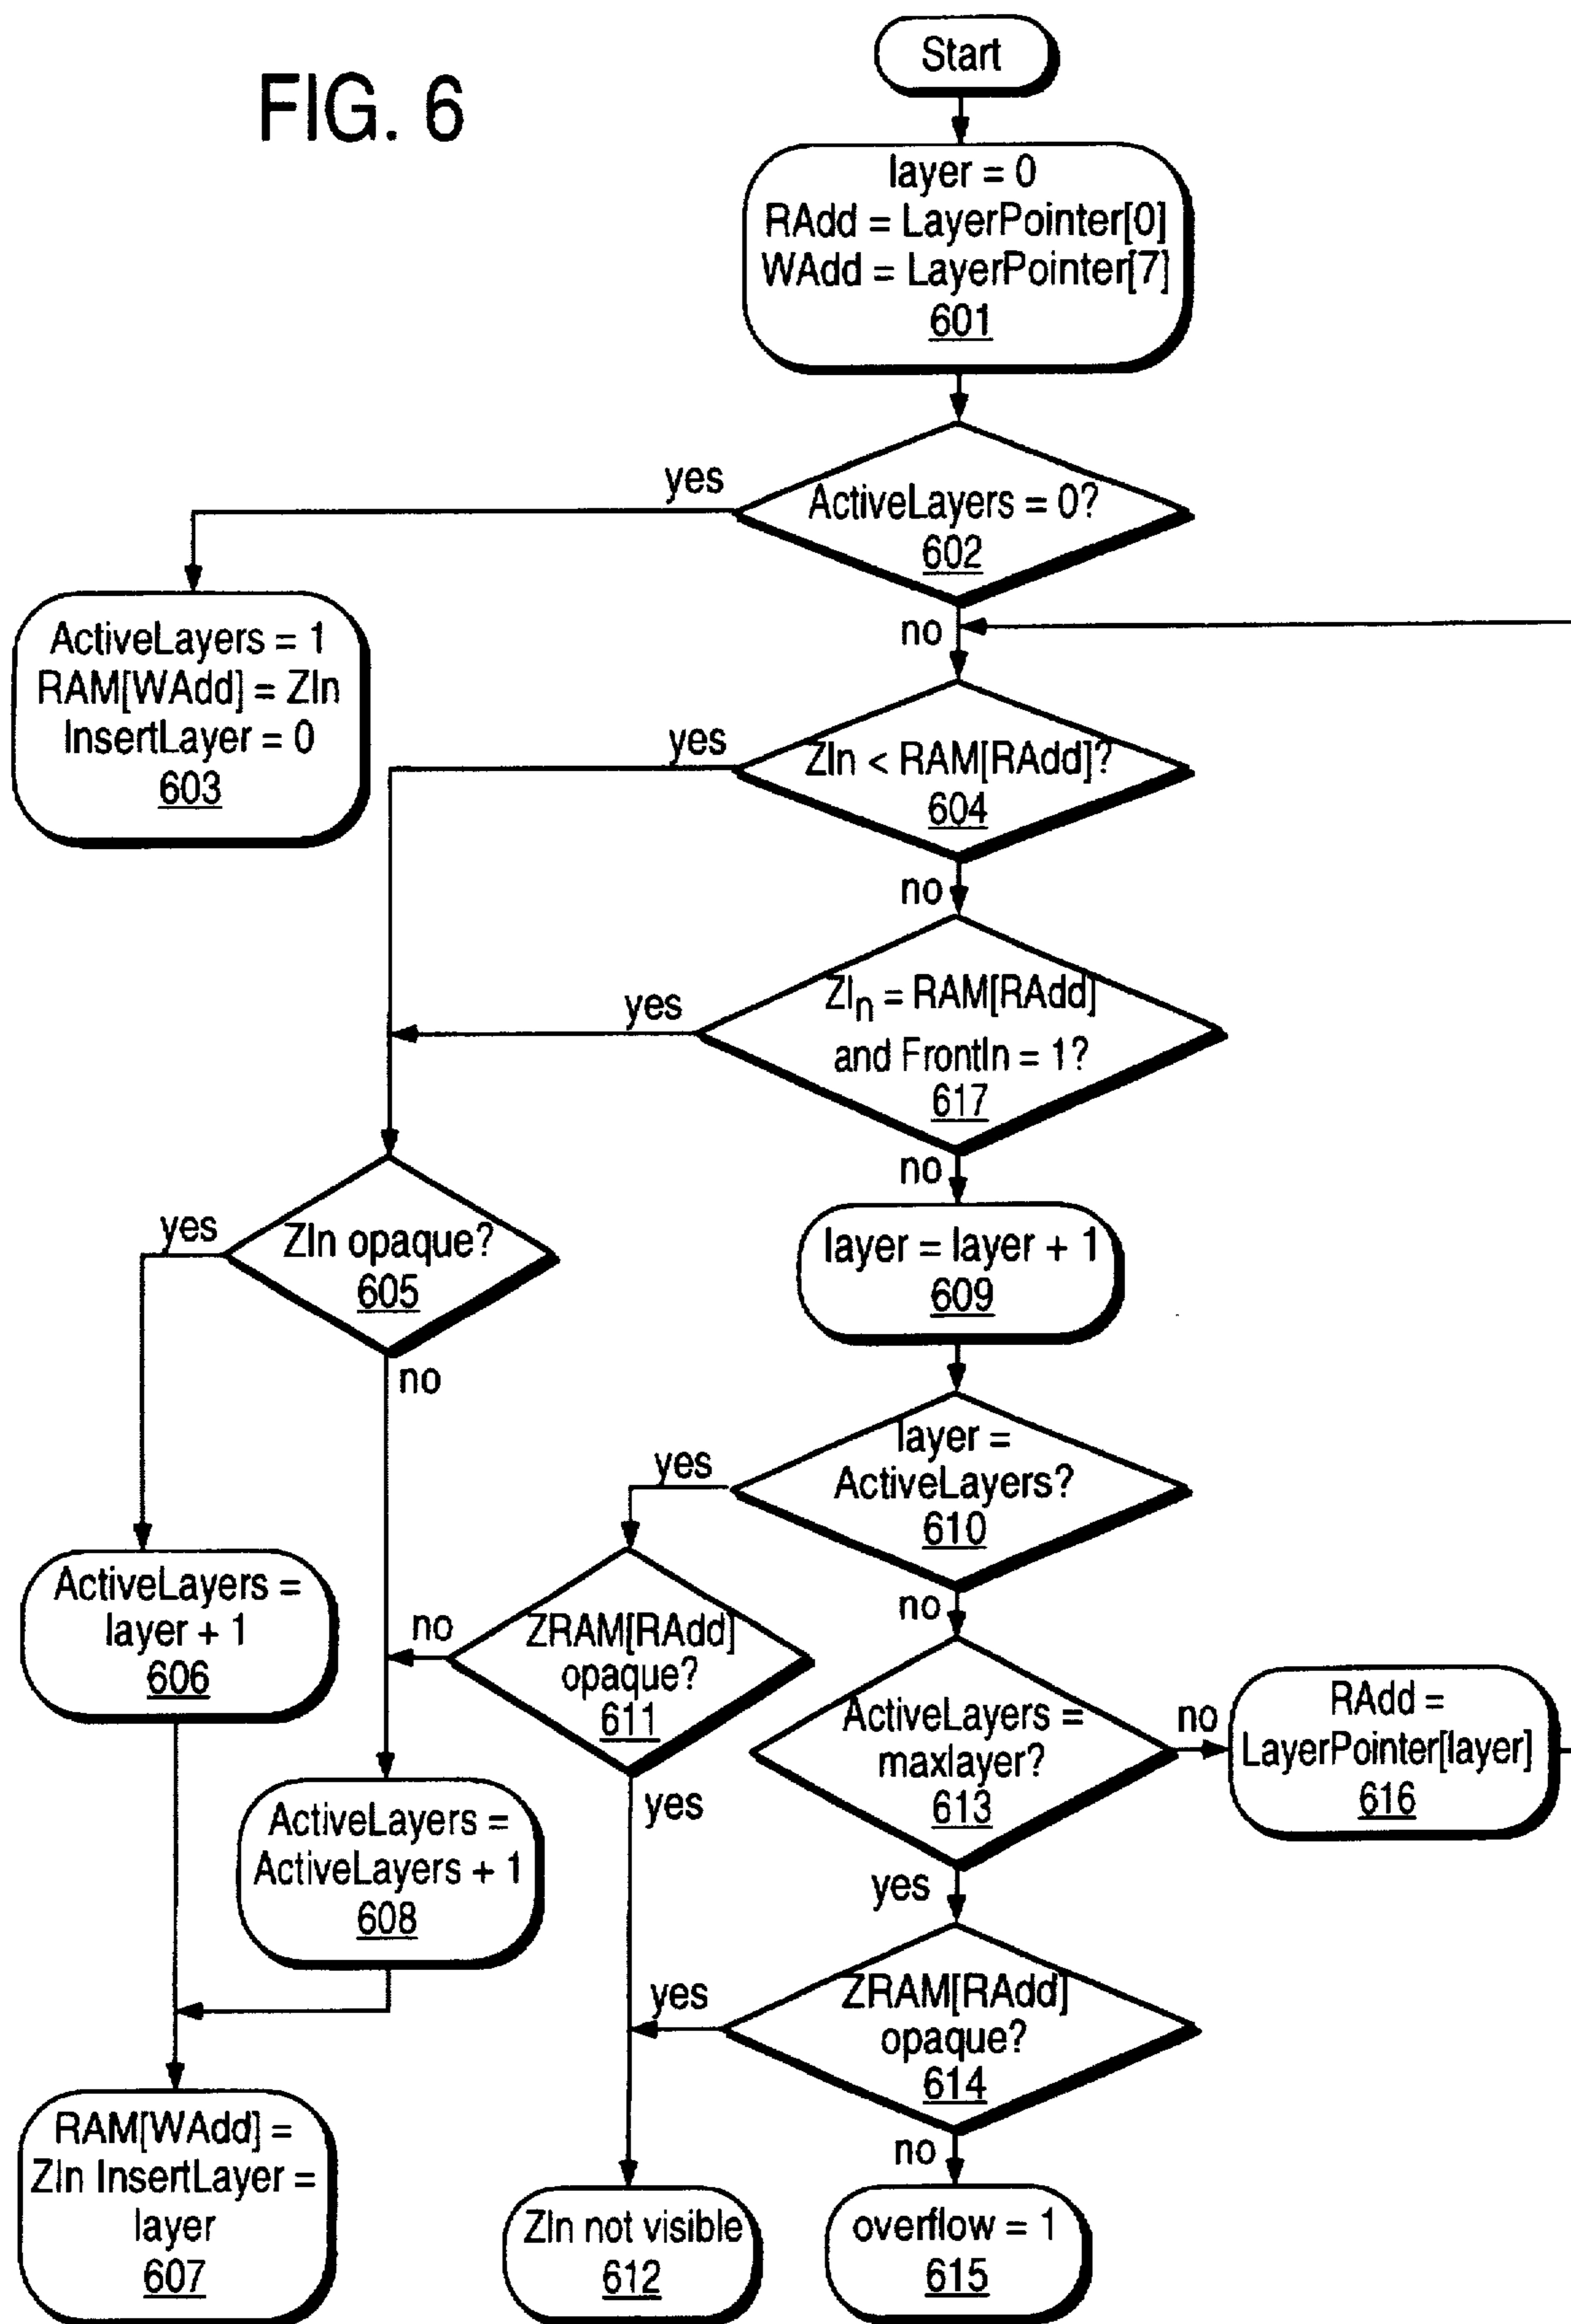 FIG. 6
Start
layer = 0
RAdd = LayerPointer[0]
WAdd = LayerPointer[7]
601
yes
ActiveLayers = 0?
602
no
ActiveLayers = 1
RAM[WAdd] = ZIn
InsertLayer = 0
603
yes
ZIn < RAM[RAdd]?
604
no
yes
ZIn = RAM[RAdd]
and FrontIn = 1?
617
no
yes
ZIn opaque?
605
no
layer = layer + 1
609
yes
layer =
ActiveLayers?
610
no
ActiveLayers =
layer + 1
606
no
ZRAM[RAdd]
opaque?
611
yes
ActiveLayers =
maxlayer?
613
no
yes
RAdd =
LayerPointer[layer]
616
ActiveLayers =
ActiveLayers + 1
608
yes
ZRAM[RAdd]
opaque?
614
no
RAM[WAdd] =
ZIn InsertLayer =
layer
607
ZIn not visible
612
overflow = 1
615